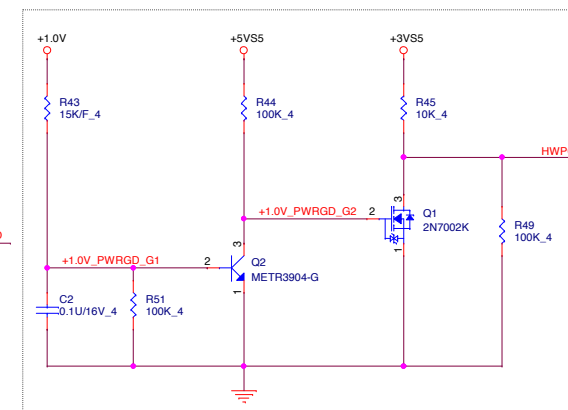 +1.0V
+5VS5
+3VS5
R43
15K/F_4
R44
100K_4
R45
10K_4
HWP
3
+1.0V_PWRGD_G2
2
Q1
2N7002K
1
R49
100K_4
+1.0V_PWRGD_G1
2
3
Q2
METR3904-G
1
C2
0.1U/16V_4
R51
100K_4